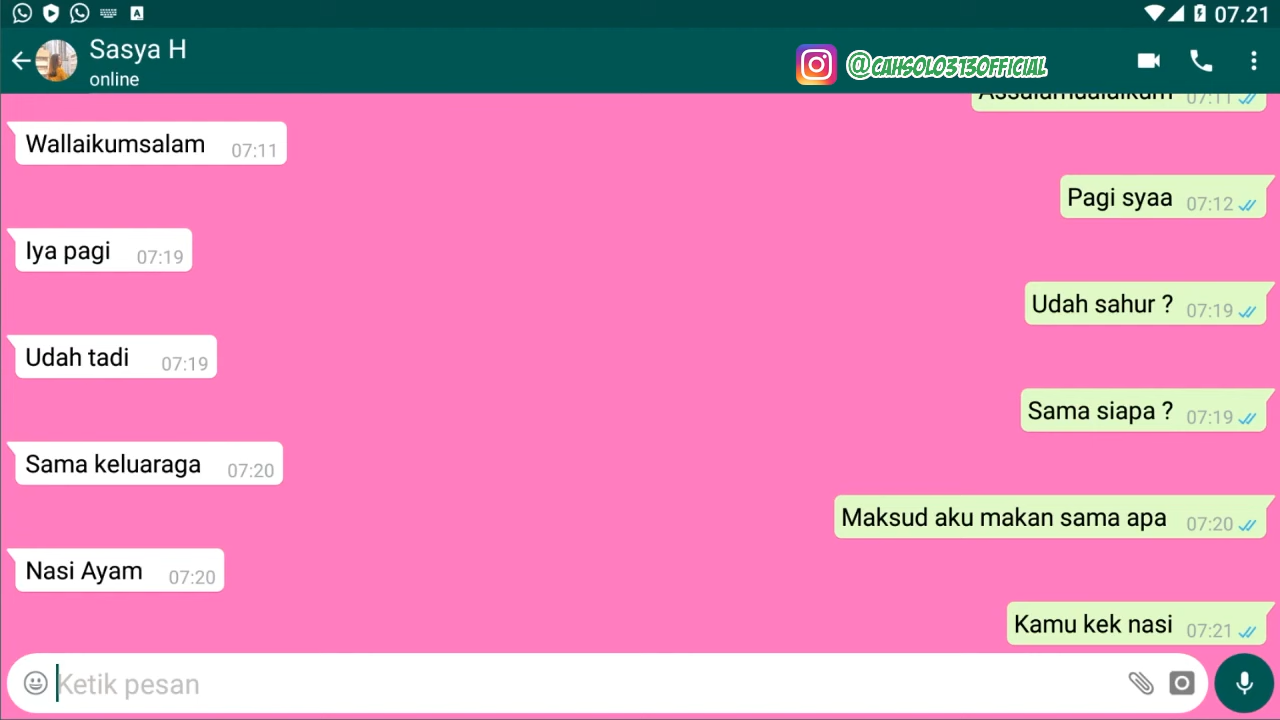 07.21
Sasya H
online
@CAHSOLO313OFFICIAL
Assalamualaikum 07:11
Wallaikumsalam 07:11
Pagi syaa 07:12
Iya pagi 07:19
Udah sahur ? 07:19
Udah tadi 07:19
Sama siapa ? 07:19
Sama keluaraga 07:20
Maksud aku makan sama apa 07:20
Nasi Ayam 07:20
Kamu kek nasi 07:21
Ketik pesan